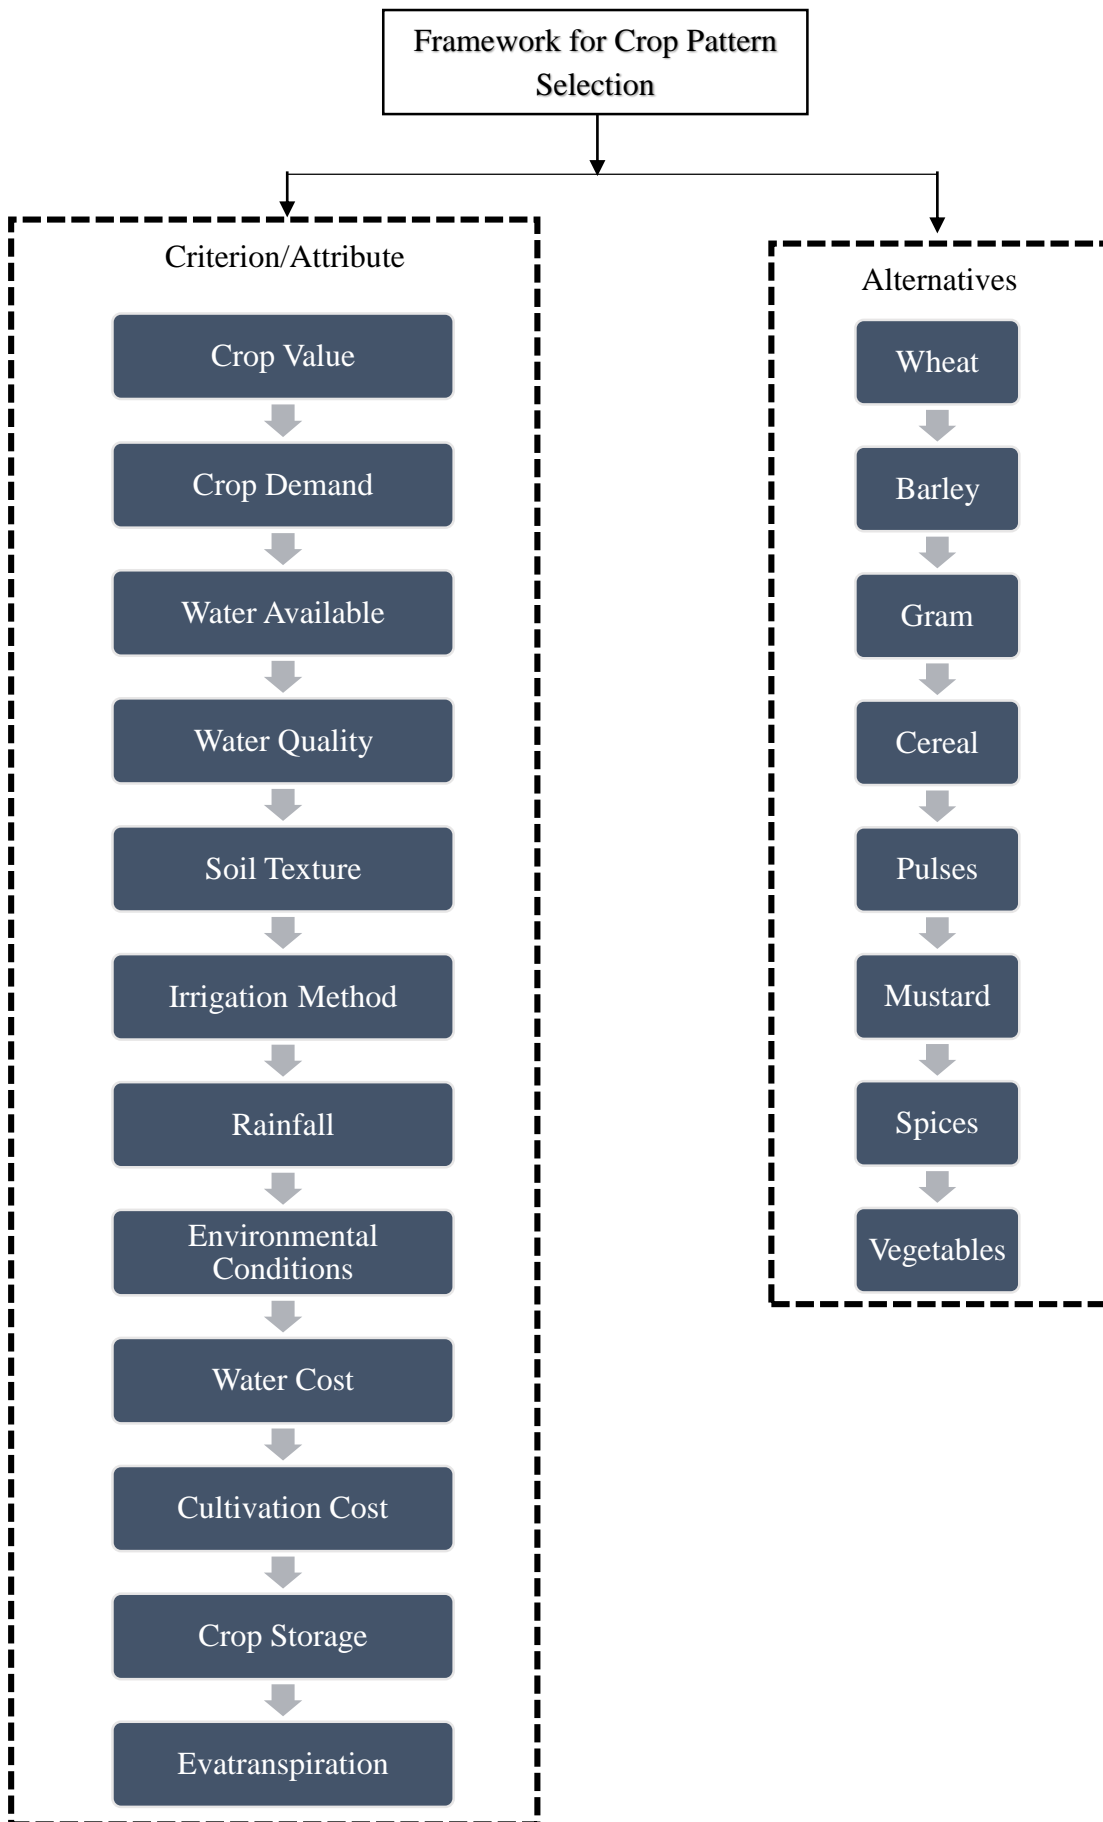 Framework for Crop Pattern
Selection
Criterion/Attribute
Crop Value
Crop Demand
Water Available
Water Quality
Soil Texture
Irrigation Method
Rainfall
Environmental
Conditions
Water Cost
Cultivation Cost
Crop Storage
Evatranspiration
Alternatives
Wheat
Barley
Gram
Cereal
Pulses
Mustard
Spices
Vegetables